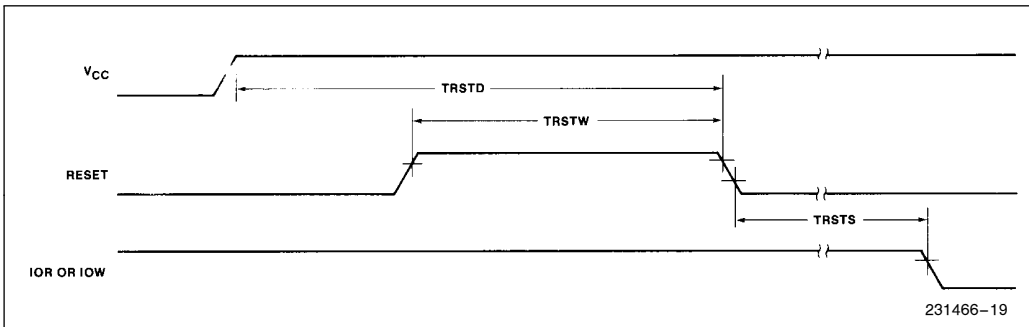 VCC
TRSTD
TRSTW
RESET
TRSTS
IOR OR IOW
231466-19